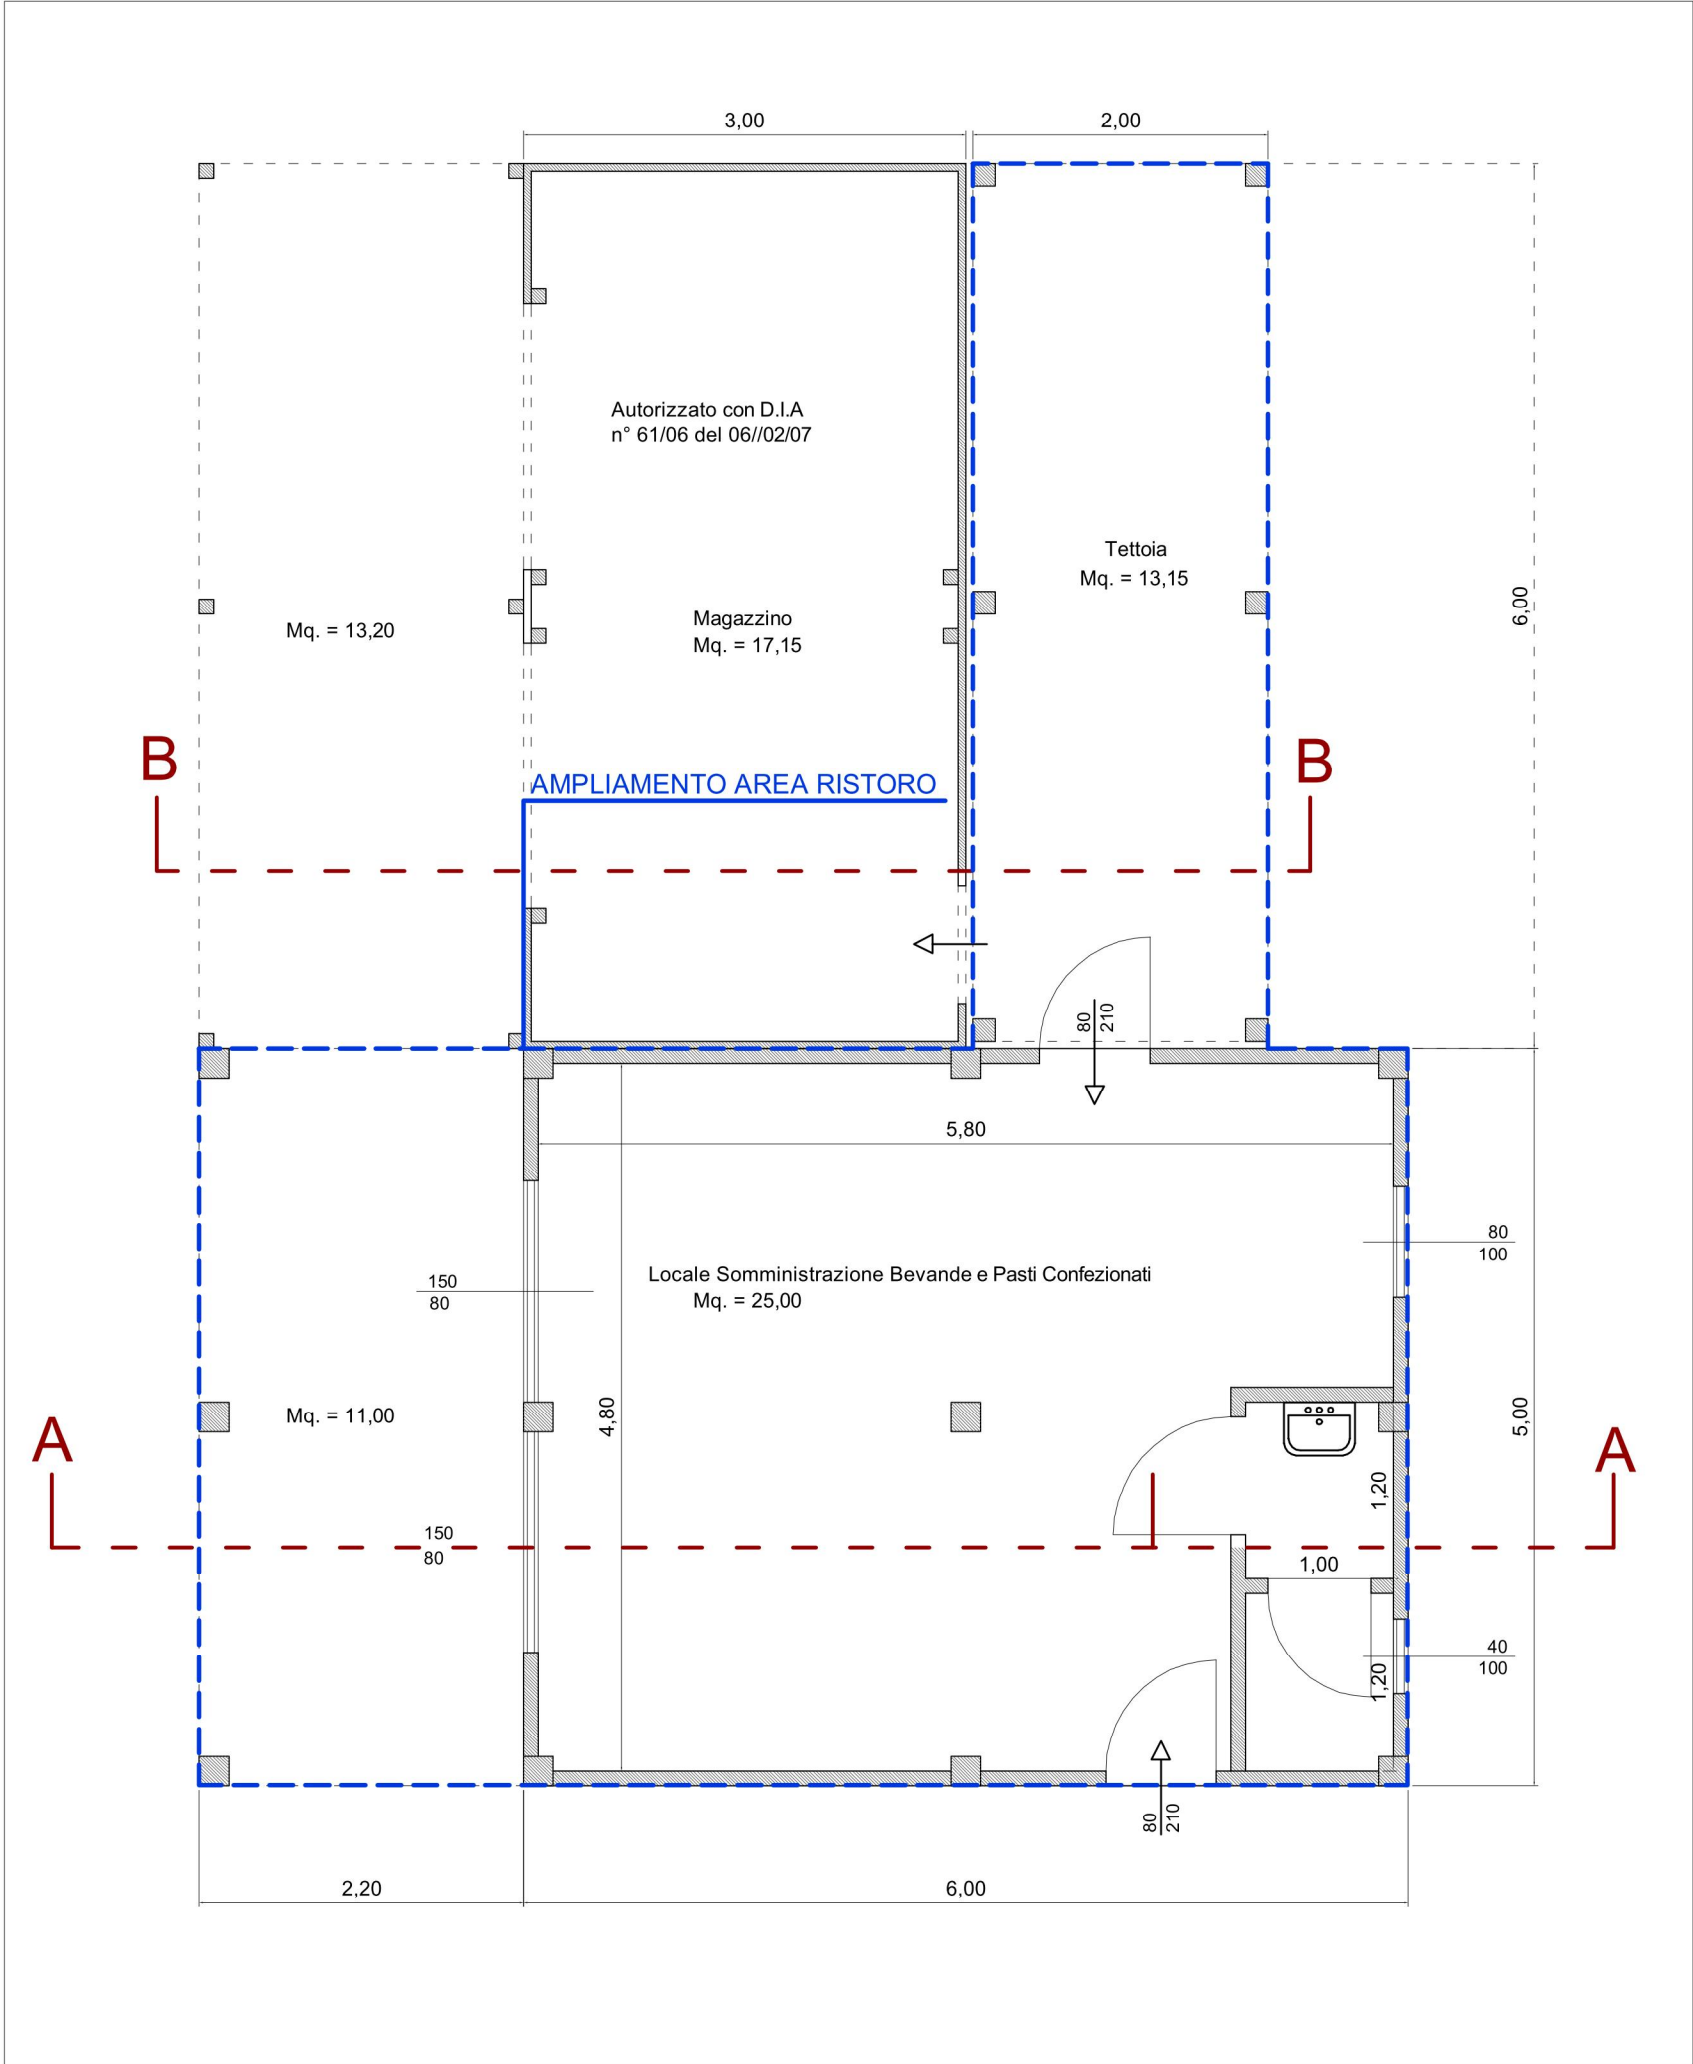 3,00
2,00
Autorizzato con D.I.A
n° 61/06 del 06//02/07
Tettoia
Mq. = 13,15
6,00
Mq. = 13,20
Magazzino
Mq. = 17,15
B
B
AMPLIAMENTO AREA RISTORO
80
210
5,80
80
100
Locale Somministrazione Bevande e Pasti Confezionati
Mq. = 25,00
150
80
Mq. = 11,00
4,80
5,00
A
A
1,20
150
80
1,00
40
100
1,20
80
210
2,20
6,00